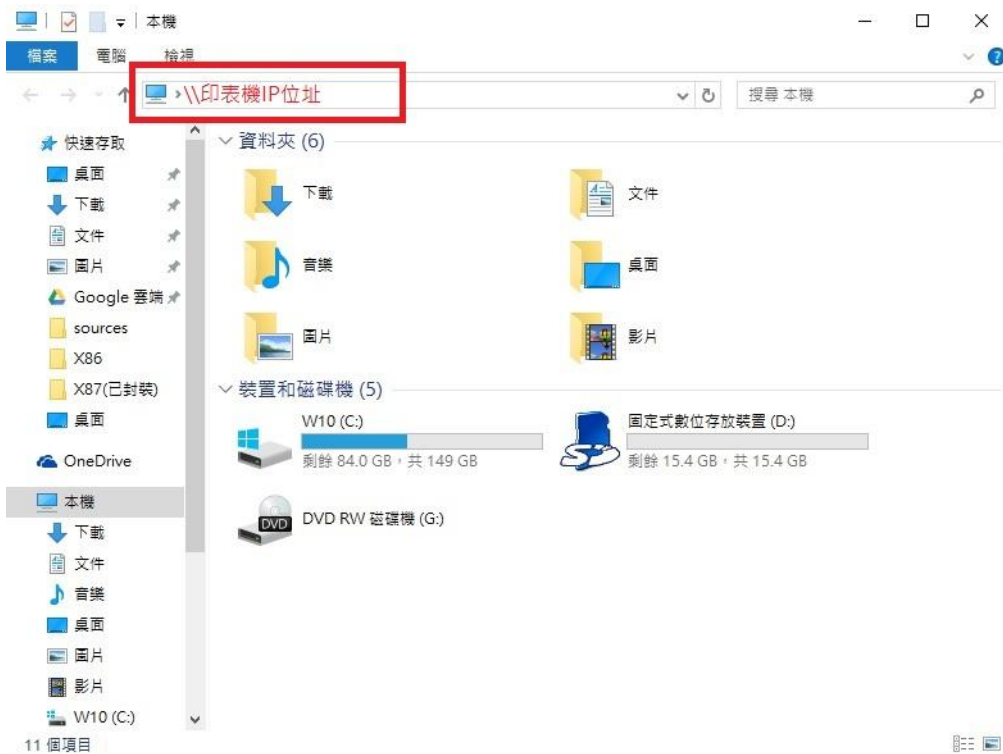 本機
檔案 電腦 檢視
\\印表機IP位址
搜尋 本機
快速存取
桌面
下載
文件
圖片
Google 雲端
sources
X86
X87(已封裝)
桌面
OneDrive
本機
下載
文件
音樂
桌面
圖片
影片
W10 (C:)
資料夾 (6)
下載
文件
音樂
桌面
圖片
影片
裝置和磁碟機 (5)
W10 (C:)
剩餘 84.0 GB,共 149 GB
固定式數位存放裝置 (D:)
剩餘 15.4 GB,共 15.4 GB
DVD RW 磁碟機 (G:)
11 個項目